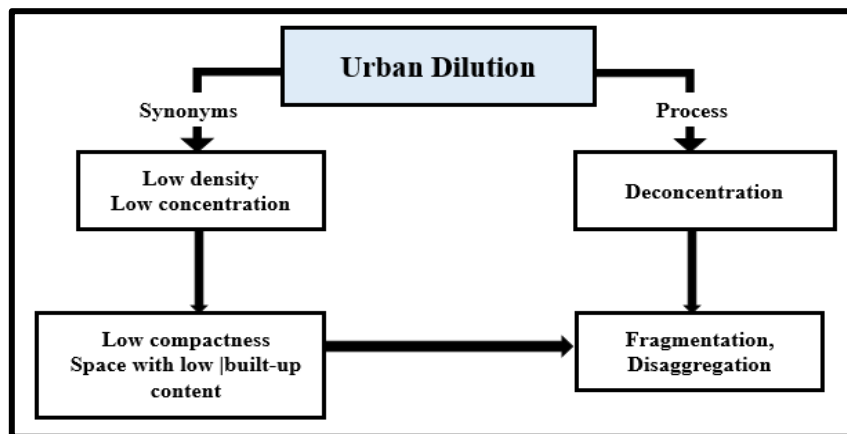 Urban Dilution
Synonyms
Process
Low density
Low concentration
Deconcentration
Low compactness
Space with low |built-up
content
Fragmentation,
Disaggregation